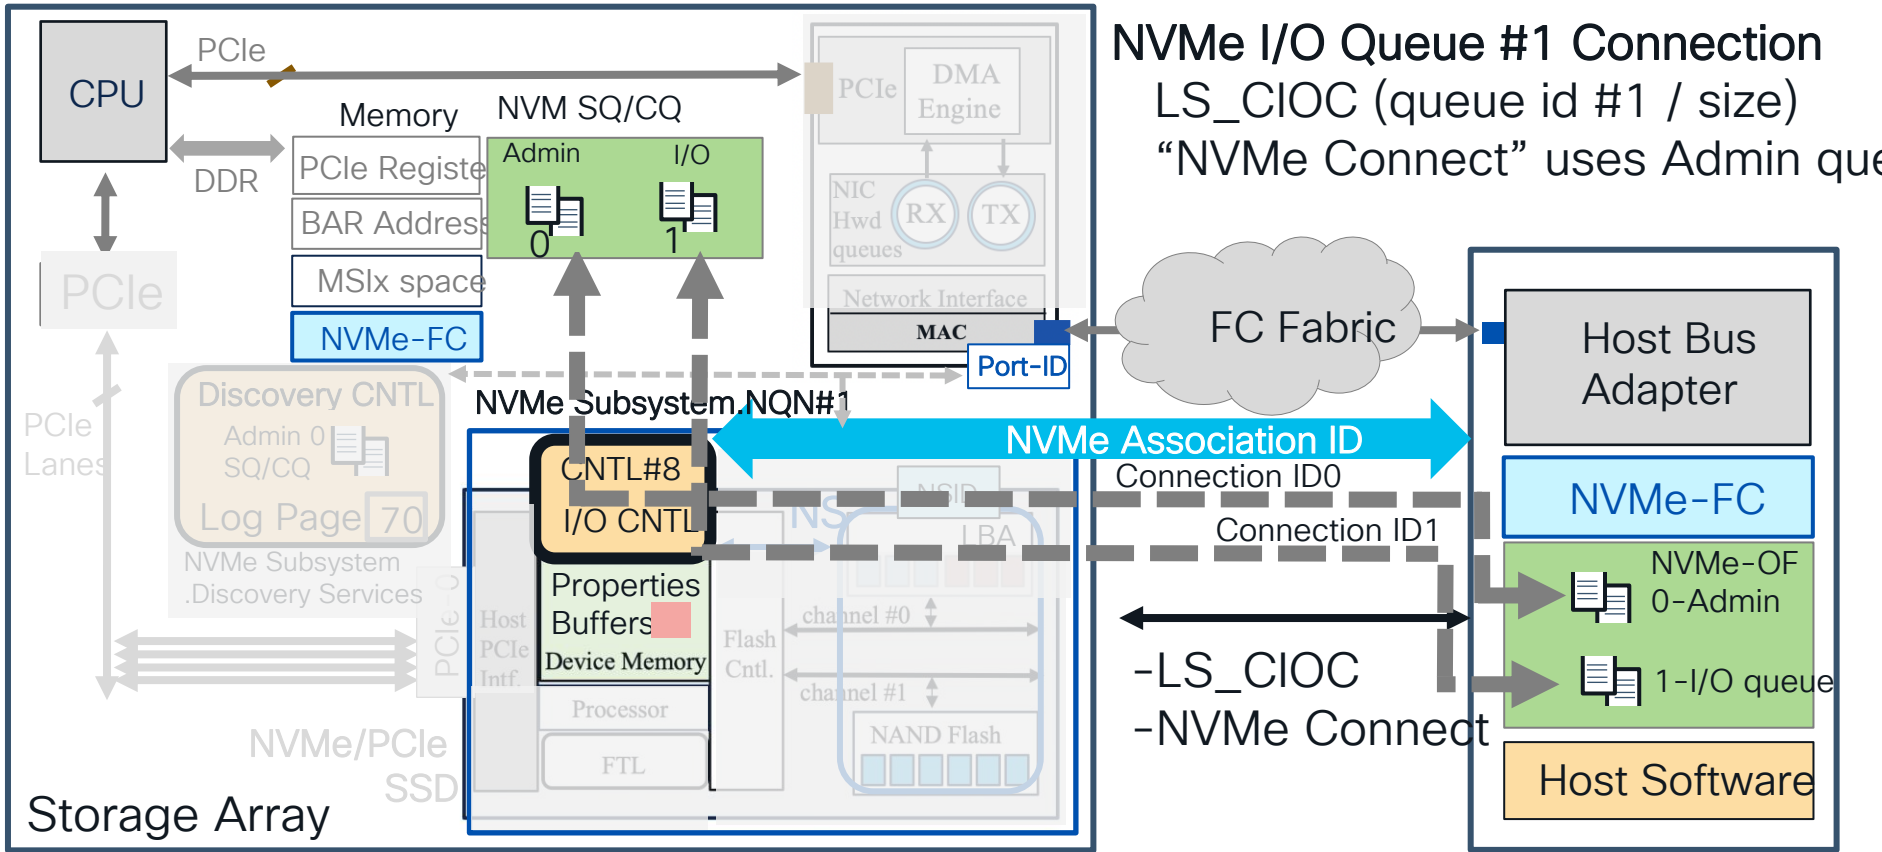 NVMe I/O Queue #1 Connection
LS_CIOC (queue id #1 / size)
“NVMe Connect” uses Admin que
CPU
PCIe
DDR
Memory
PCIe Registe
BAR Address
MSIx space
NVMe-FC
NVM SQ/CQ
Admin
I/O
0
1
PCIe
DMA
Engine
NIC
Hwd
queues
RX
TX
Network Interface
MAC
Port-ID
FC Fabric
Host Bus
Adapter
PCIe
PCIe
Lanes
Discovery CNTL
Admin 0
SQ/CQ
Log Page 70
NVMe Subsystem
.Discovery Services
NVMe Subsystem.NQN#1
NVMe Association ID
CNTL#8
I/O CNTL
Connection ID0
Connection ID1
NVMe-FC
NVMe-OF
0-Admin
1-I/O queue
Host Software
Properties
Buffers
Device Memory
Host
PCIe
Intf.
Processor
FTL
Flash
Cntl.
NS
NSID
LBA
channel #0
channel #1
NAND Flash
-LS_CIOC
-NVMe Connect
NVMe/PCIe
SSD
Storage Array